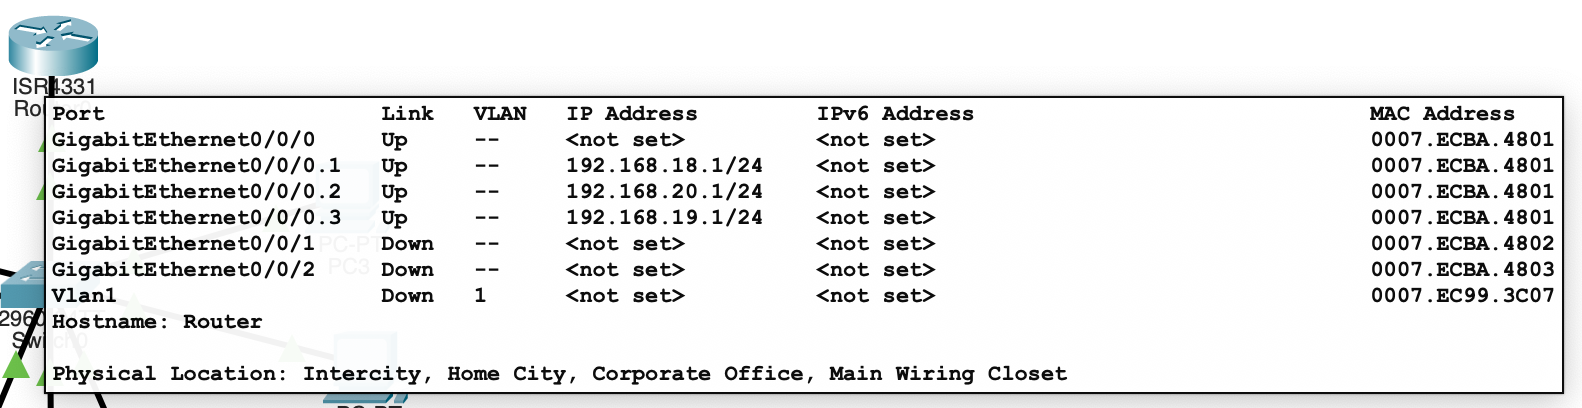 ISR4331
Rou
Port Link VLAN IP Address IPv6 Address MAC Address
GigabitEthernet0/0/0 Up -- <not set> <not set> 0007.ECBA.4801
GigabitEthernet0/0/0.1 Up -- 192.168.18.1/24 <not set> 0007.ECBA.4801
GigabitEthernet0/0/0.2 Up -- 192.168.20.1/24 <not set> 0007.ECBA.4801
GigabitEthernet0/0/0.3 Up -- 192.168.19.1/24 <not set> 0007.ECBA.4801
GigabitEthernet0/0/1 Down -- <not set> <not set> 0007.ECBA.4802
PC-PT
GigabitEthernet0/0/2 Down -- <not set> <not set> 0007.ECBA.4803
PC3
Vlan1 Down 1 <not set> <not set> 0007.EC99.3C07
2960
Hostname: Router
Switch0
Physical Location: Intercity, Home City, Corporate Office, Main Wiring Closet
PC-PT